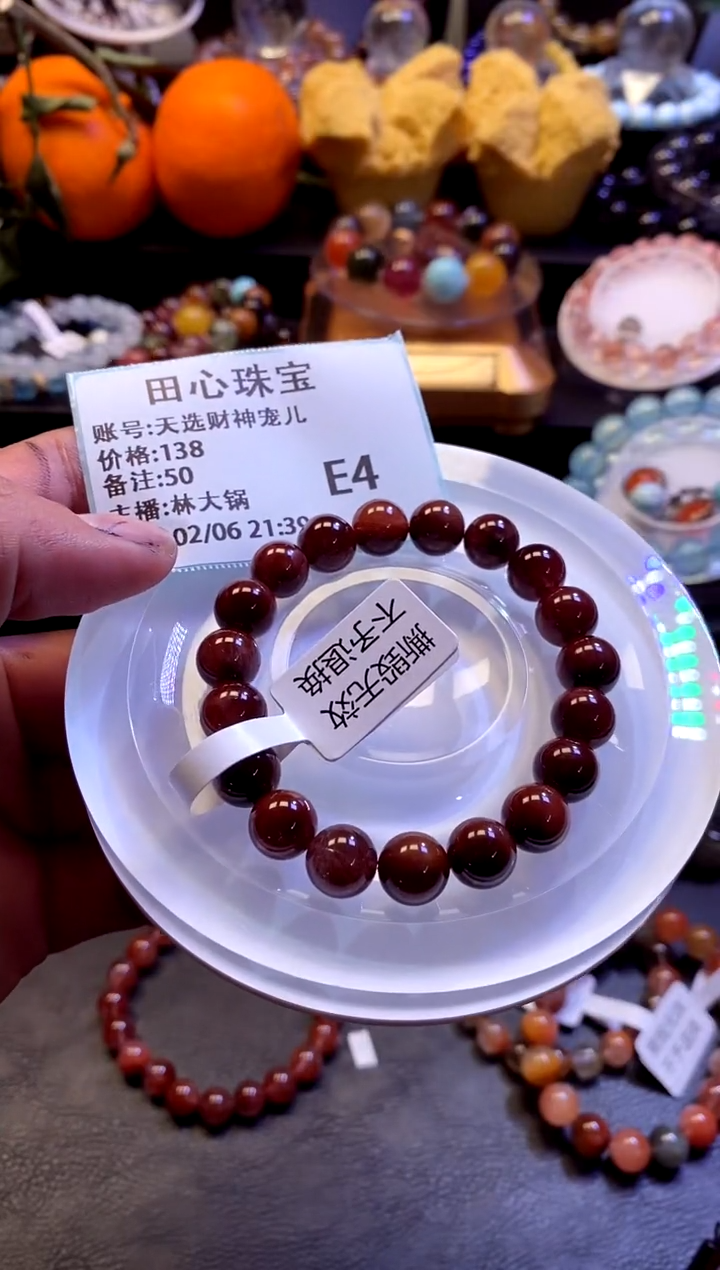 田心珠宝
账号:天选财神宠儿
价格:138
备注:50
E4
主播:林大锅
02/06 21:39
撕毁无效
不予退换